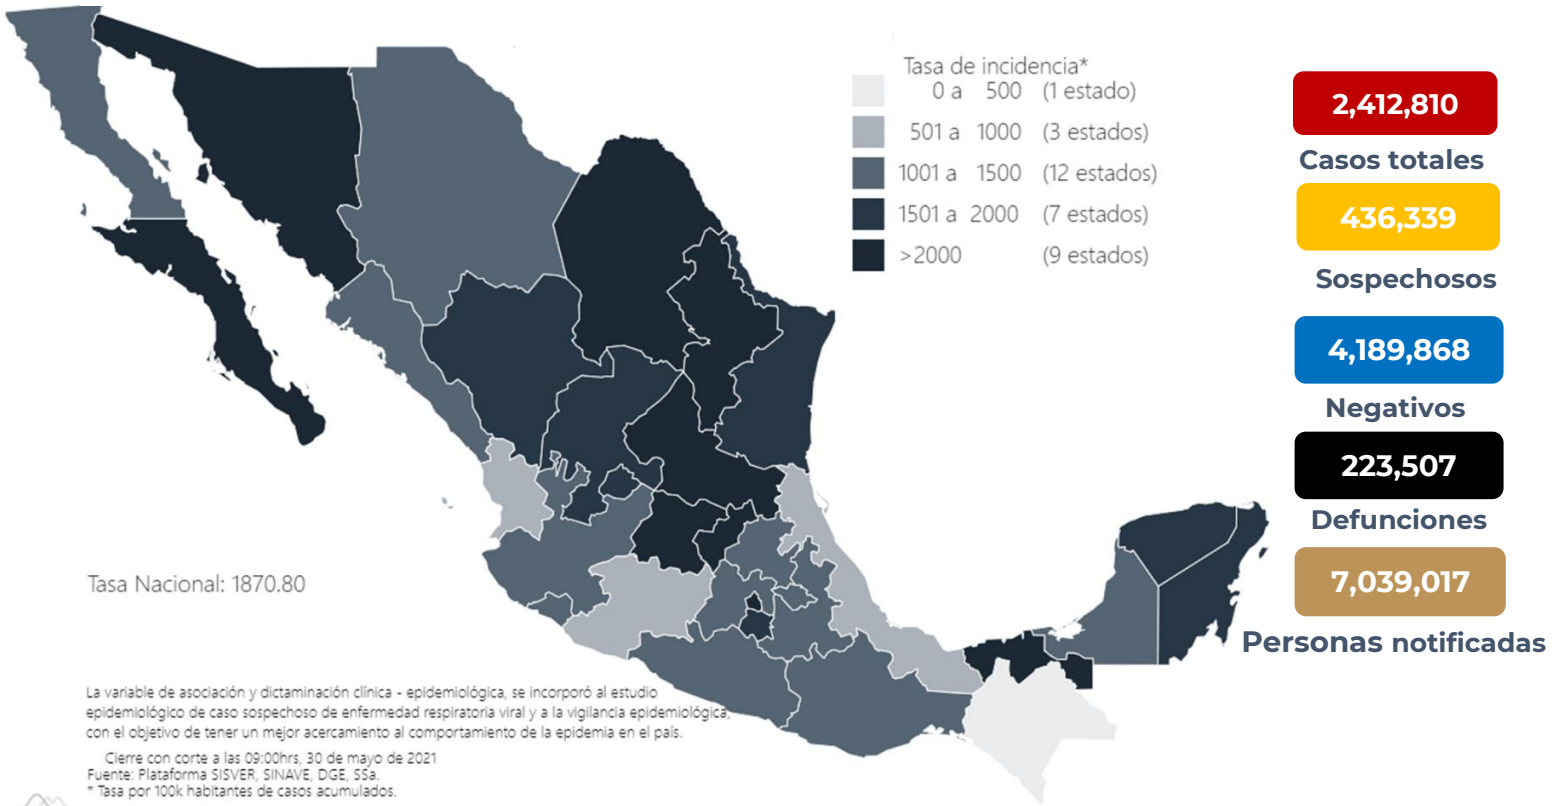 Tasa de incidencia*
0 a 500 (1 estado)
501 a 1000 (3 estados)
1001 a 1500 (12 estados)
1501 a 2000 (7 estados)
>2000 (9 estados)
2,412,810
Casos totales
436,339
Sospechosos
4,189,868
Negativos
223,507
Defunciones
7,039,017
Personas notificadas
Tasa Nacional: 1870.80
La variable de asociación y dictaminación clínica - epidemiológica, se incorporó al estudio
epidemiológico de caso sospechoso de enfermedad respiratoria viral y a la vigilancia epidemiológica,
con el objetivo de tener un mejor acercamiento al comportamiento de la epidemia en el país.
Cierre con corte a las 09:00hrs, 30 de mayo de 2021
Fuente: Plataforma SISVER, SINAVE, DGE, SSa.
* Tasa por 100k habitantes de casos acumulados.